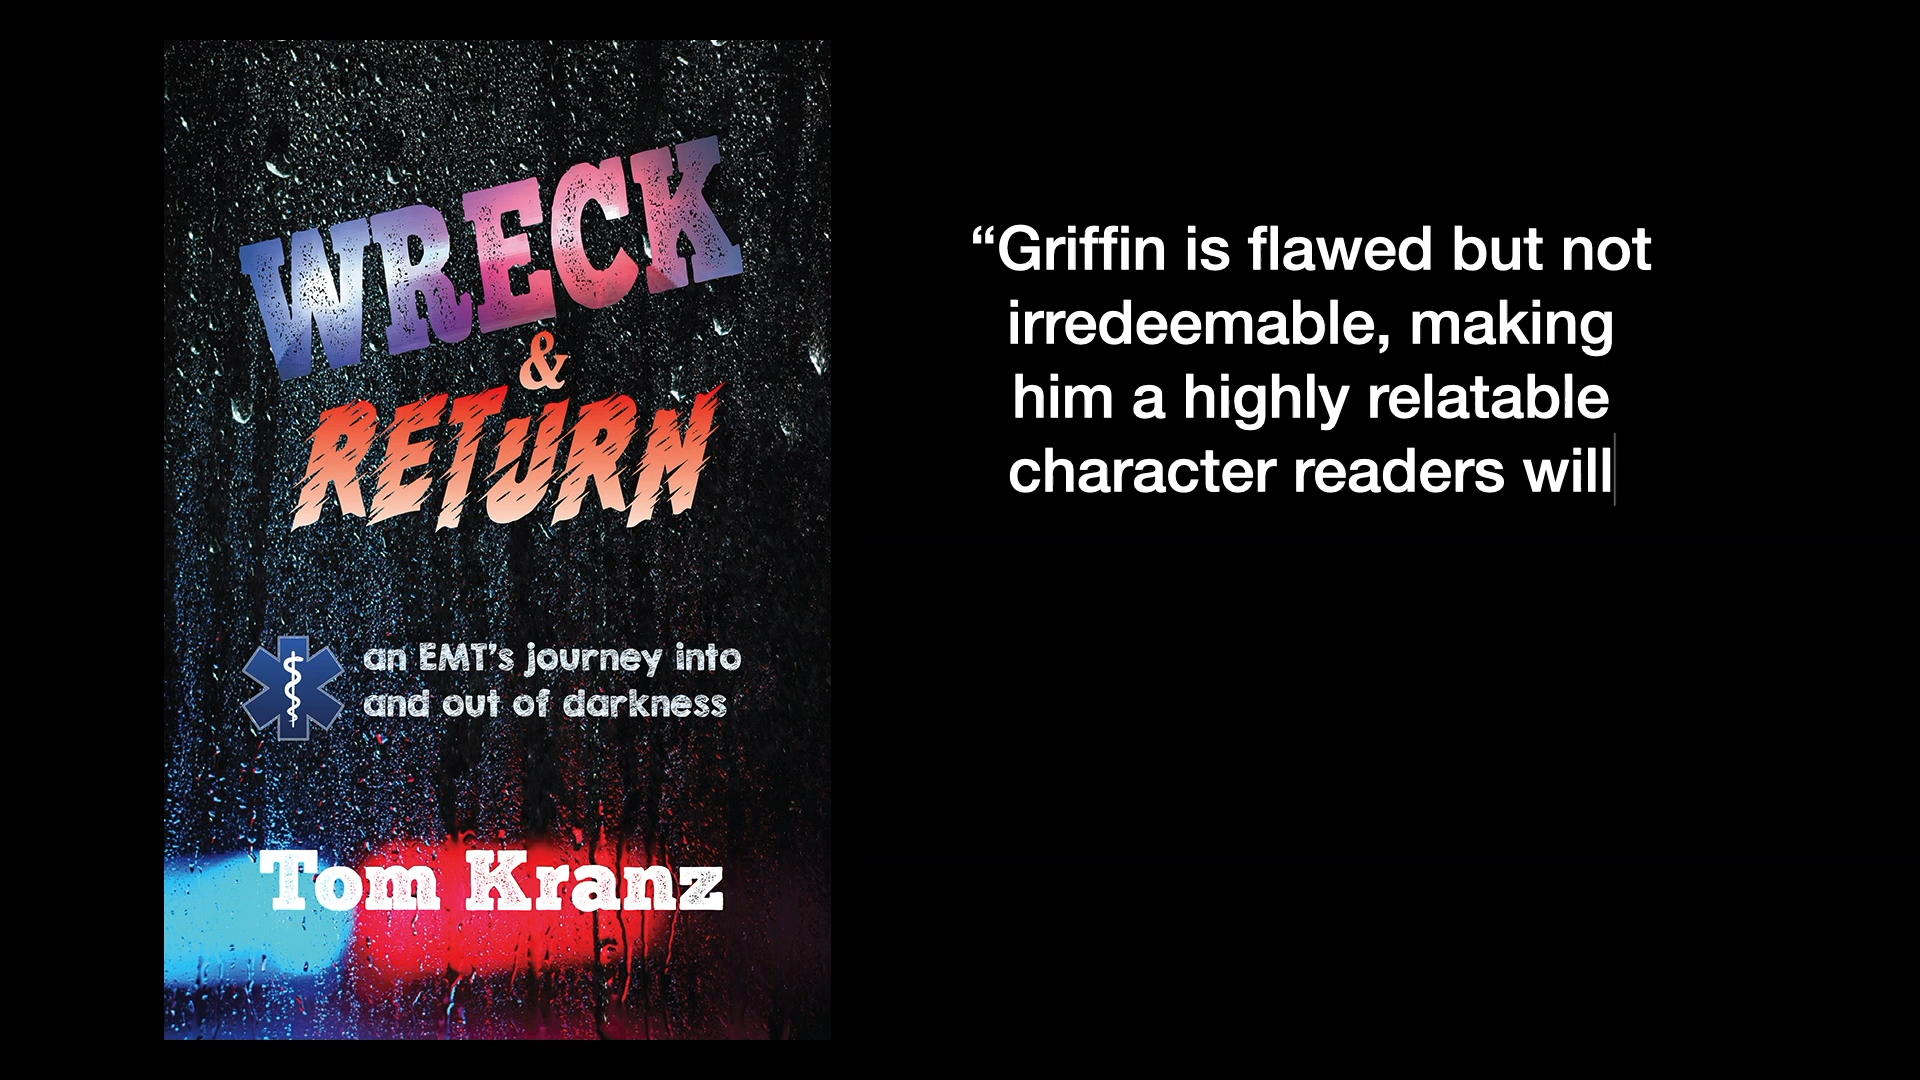 WRECK
&
RETURN
an EMT's journey into
and out of darkness
Tom Kranz
“Griffin is flawed but not
irredeemable, making
him a highly relatable
character readers will